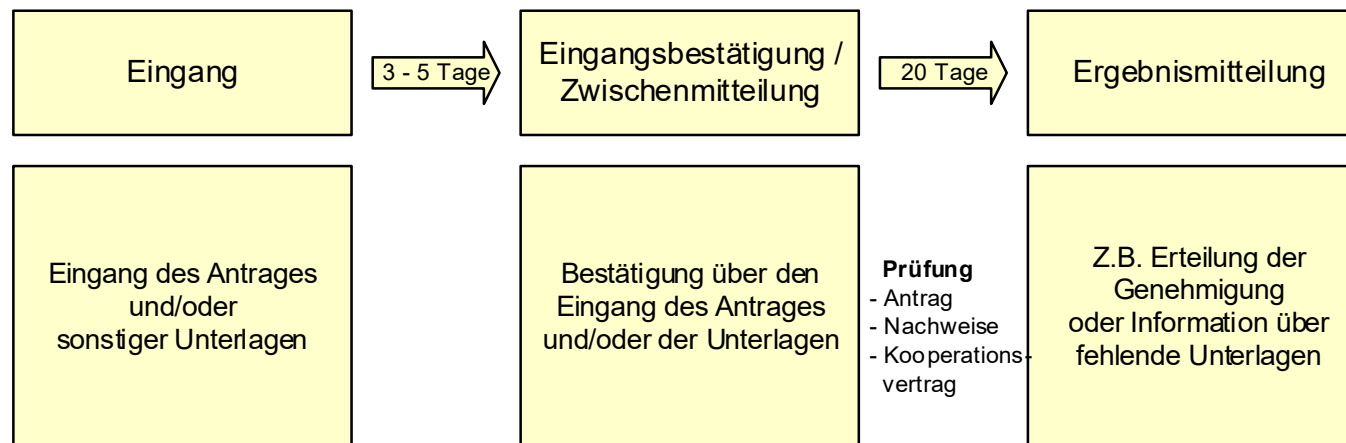 Eingang
3 - 5 Tage
Eingangsbestätigung /
Zwischenmitteilung
20 Tage
Ergebnismitteilung
Eingang des Antrages
und/oder
sonstiger Unterlagen
Bestätigung über den
Eingang des Antrages
und/oder der Unterlagen
Prüfung
- Antrag
- Nachweise
- Kooperations-
vertrag
Z.B. Erteilung der
Genehmigung
oder Information über
fehlende Unterlagen